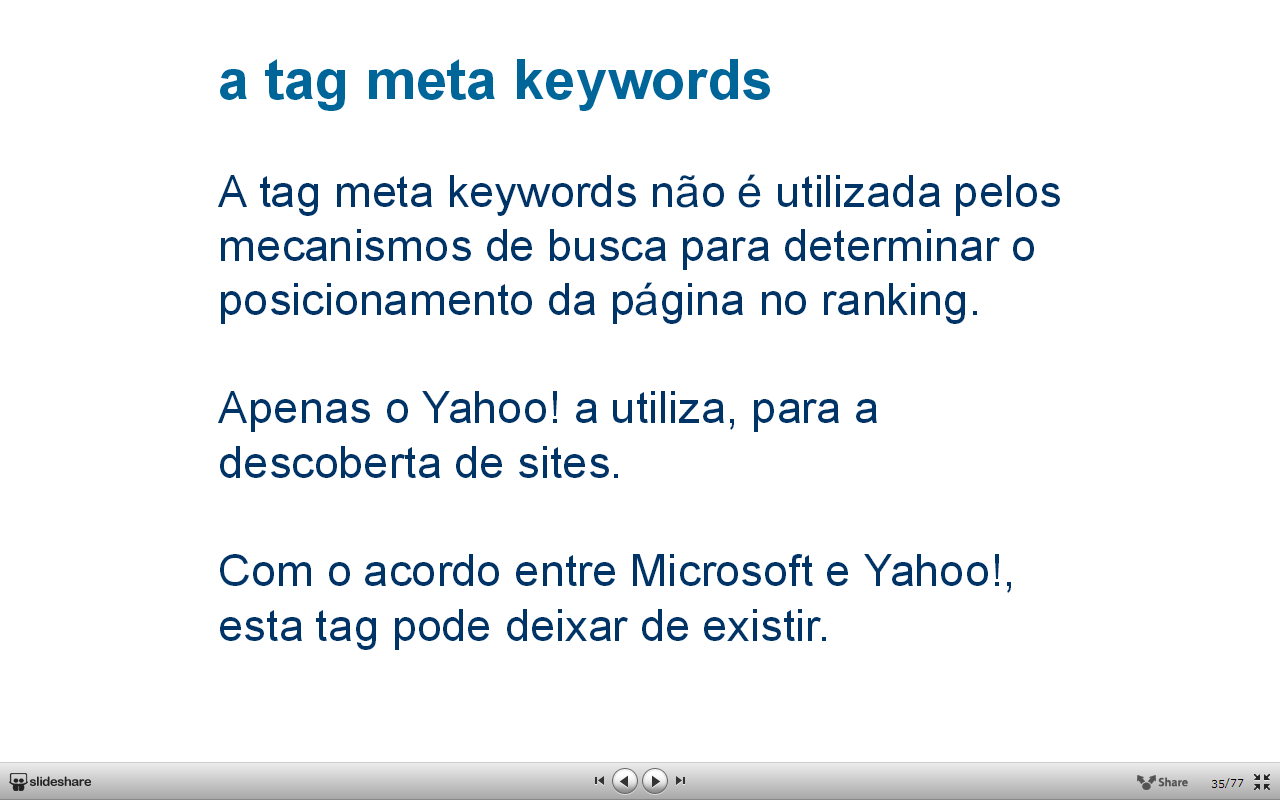 a tag meta keywords
A tag meta keywords não é utilizada pelos
mecanismos de busca para determinar o
posicionamento da página no ranking.
Apenas o Yahoo! a utiliza, para a
descoberta de sites.
Com o acordo entre Microsoft e Yahoo!,
esta tag pode deixar de existir.
slideshare
Share
35/77